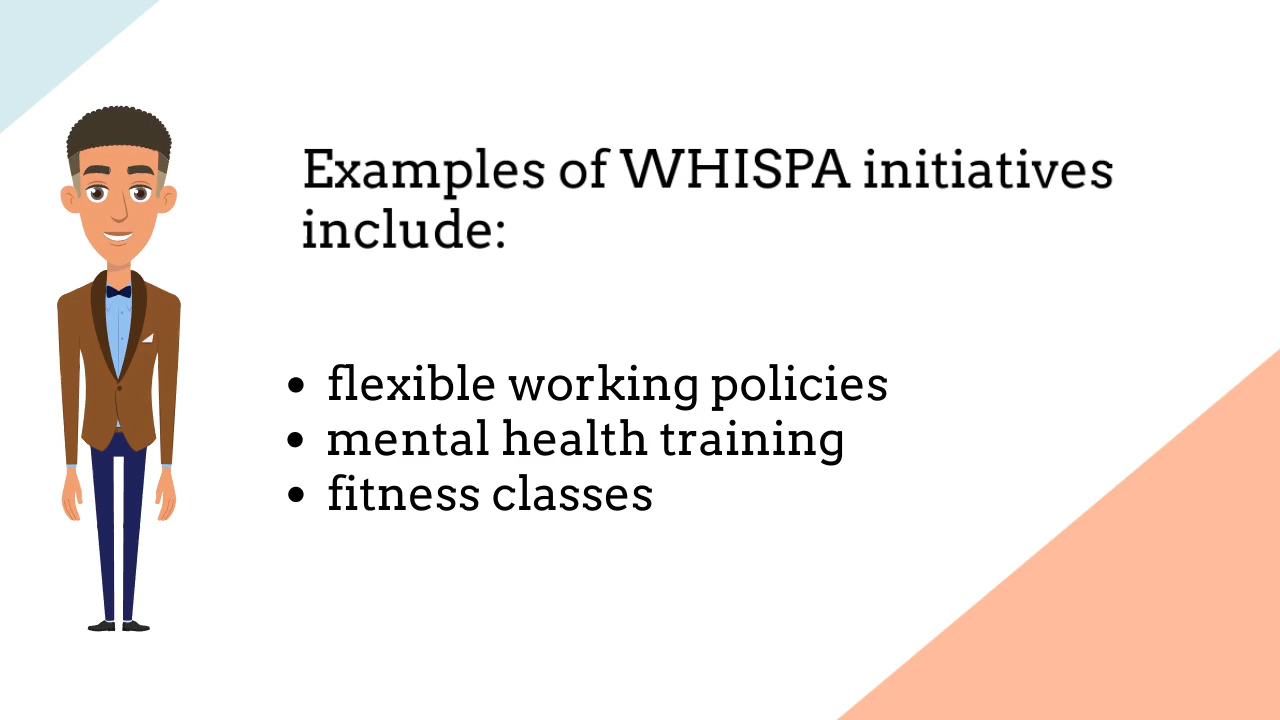 Examples of WHISPA initiatives
include:
• flexible working policies
• mental health training
• fitness classes